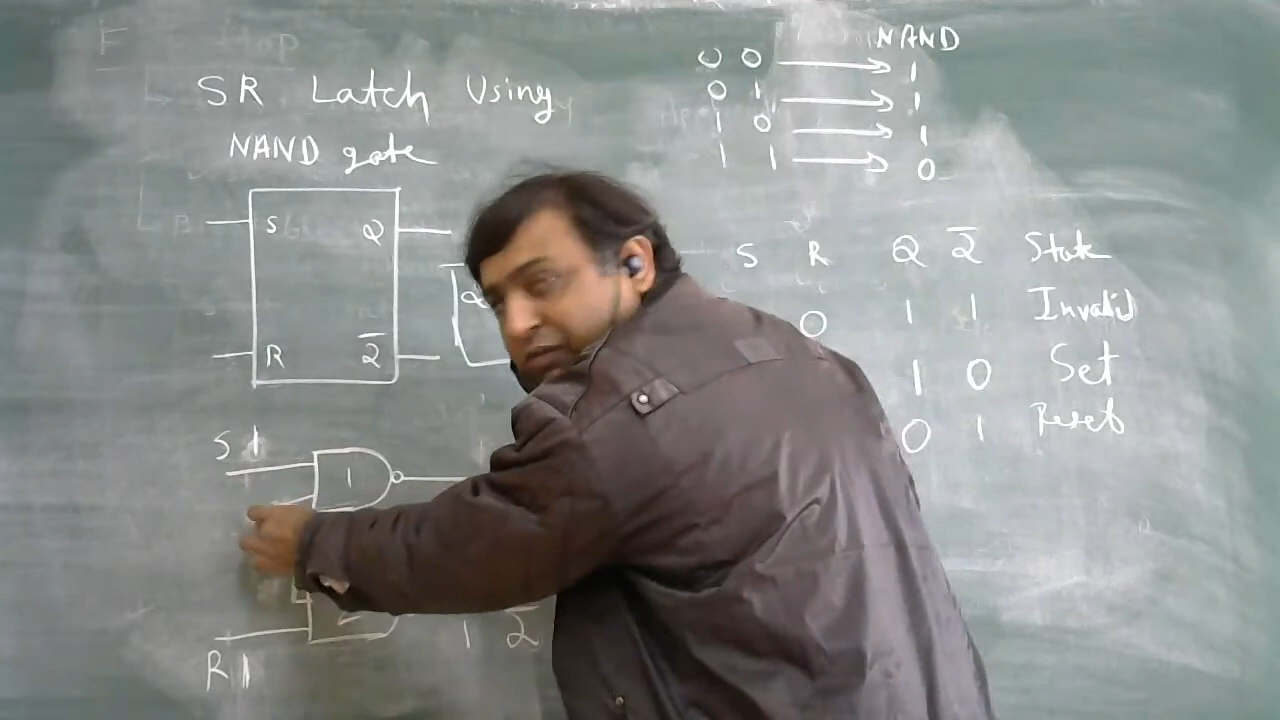 SR Latch Using
NAND gate
NAND
0 0 → 1
0 1 → 1
1 0 → 1
1 1 → 0
S Q
R Q̅
S R Q Q̅ State
0 1 1 Invalid
1 0 Set
0 1 Reset
S 1
1
1 Q̅
R 1